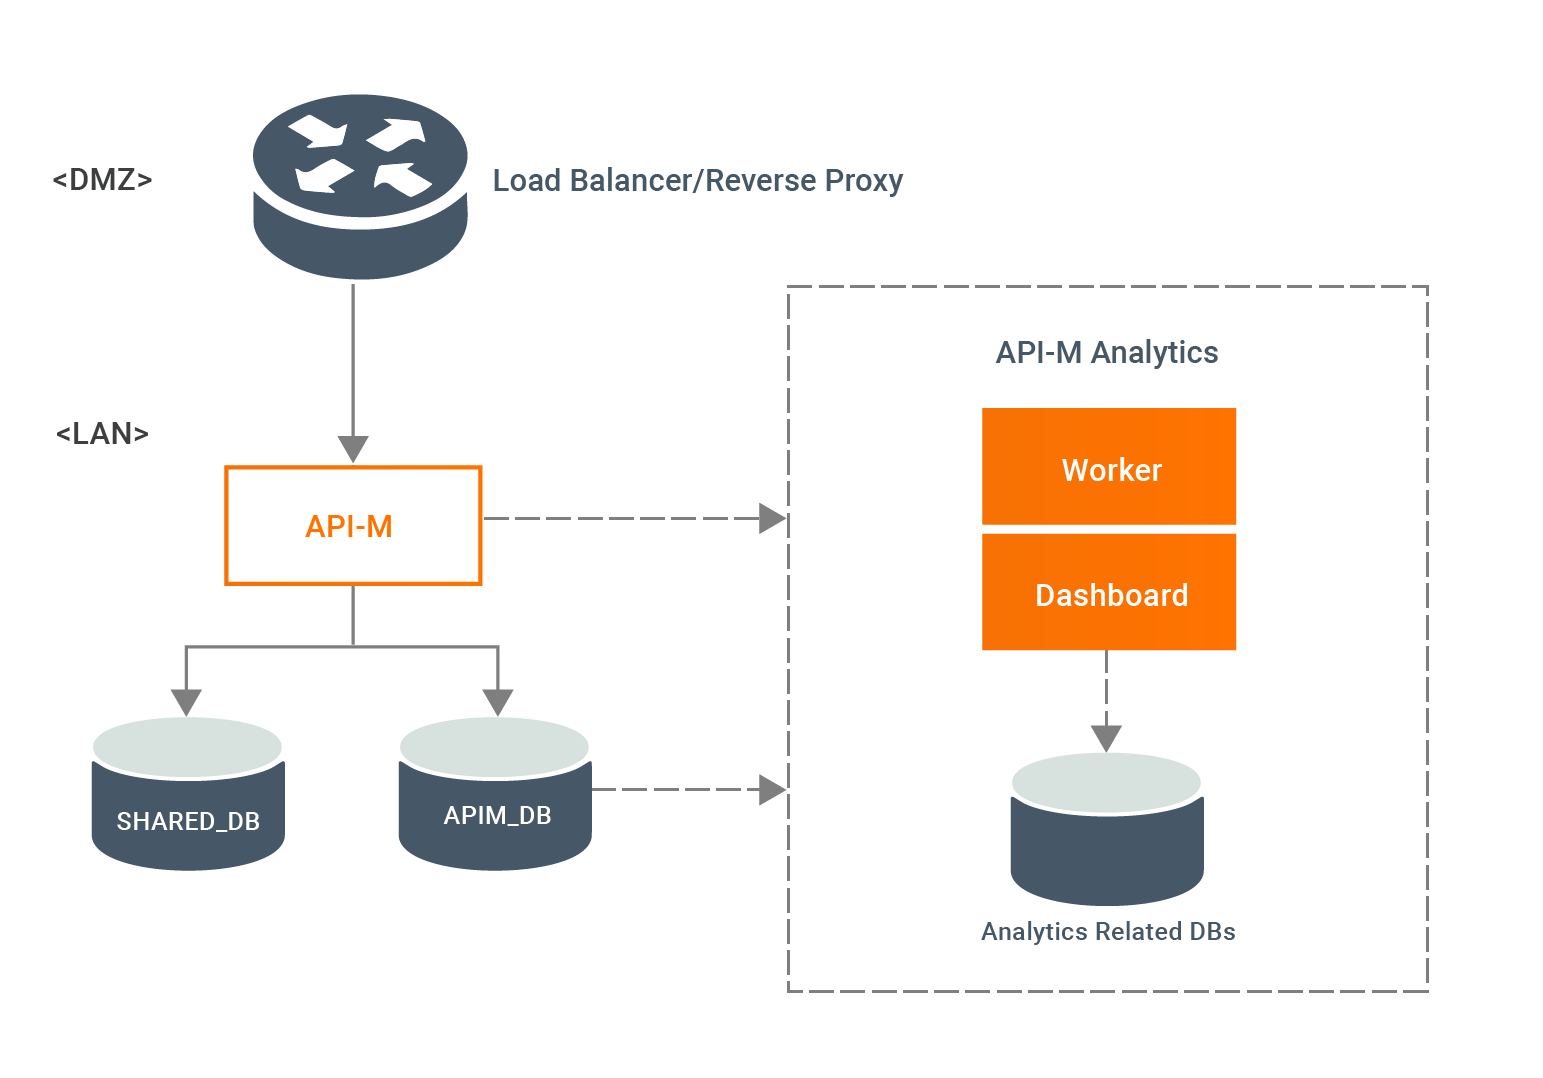 <DMZ>
Load Balancer/Reverse Proxy
API-M Analytics
<LAN>
Worker
API-M
Dashboard
SHARED_DB
APIM_DB
Analytics Related DBs